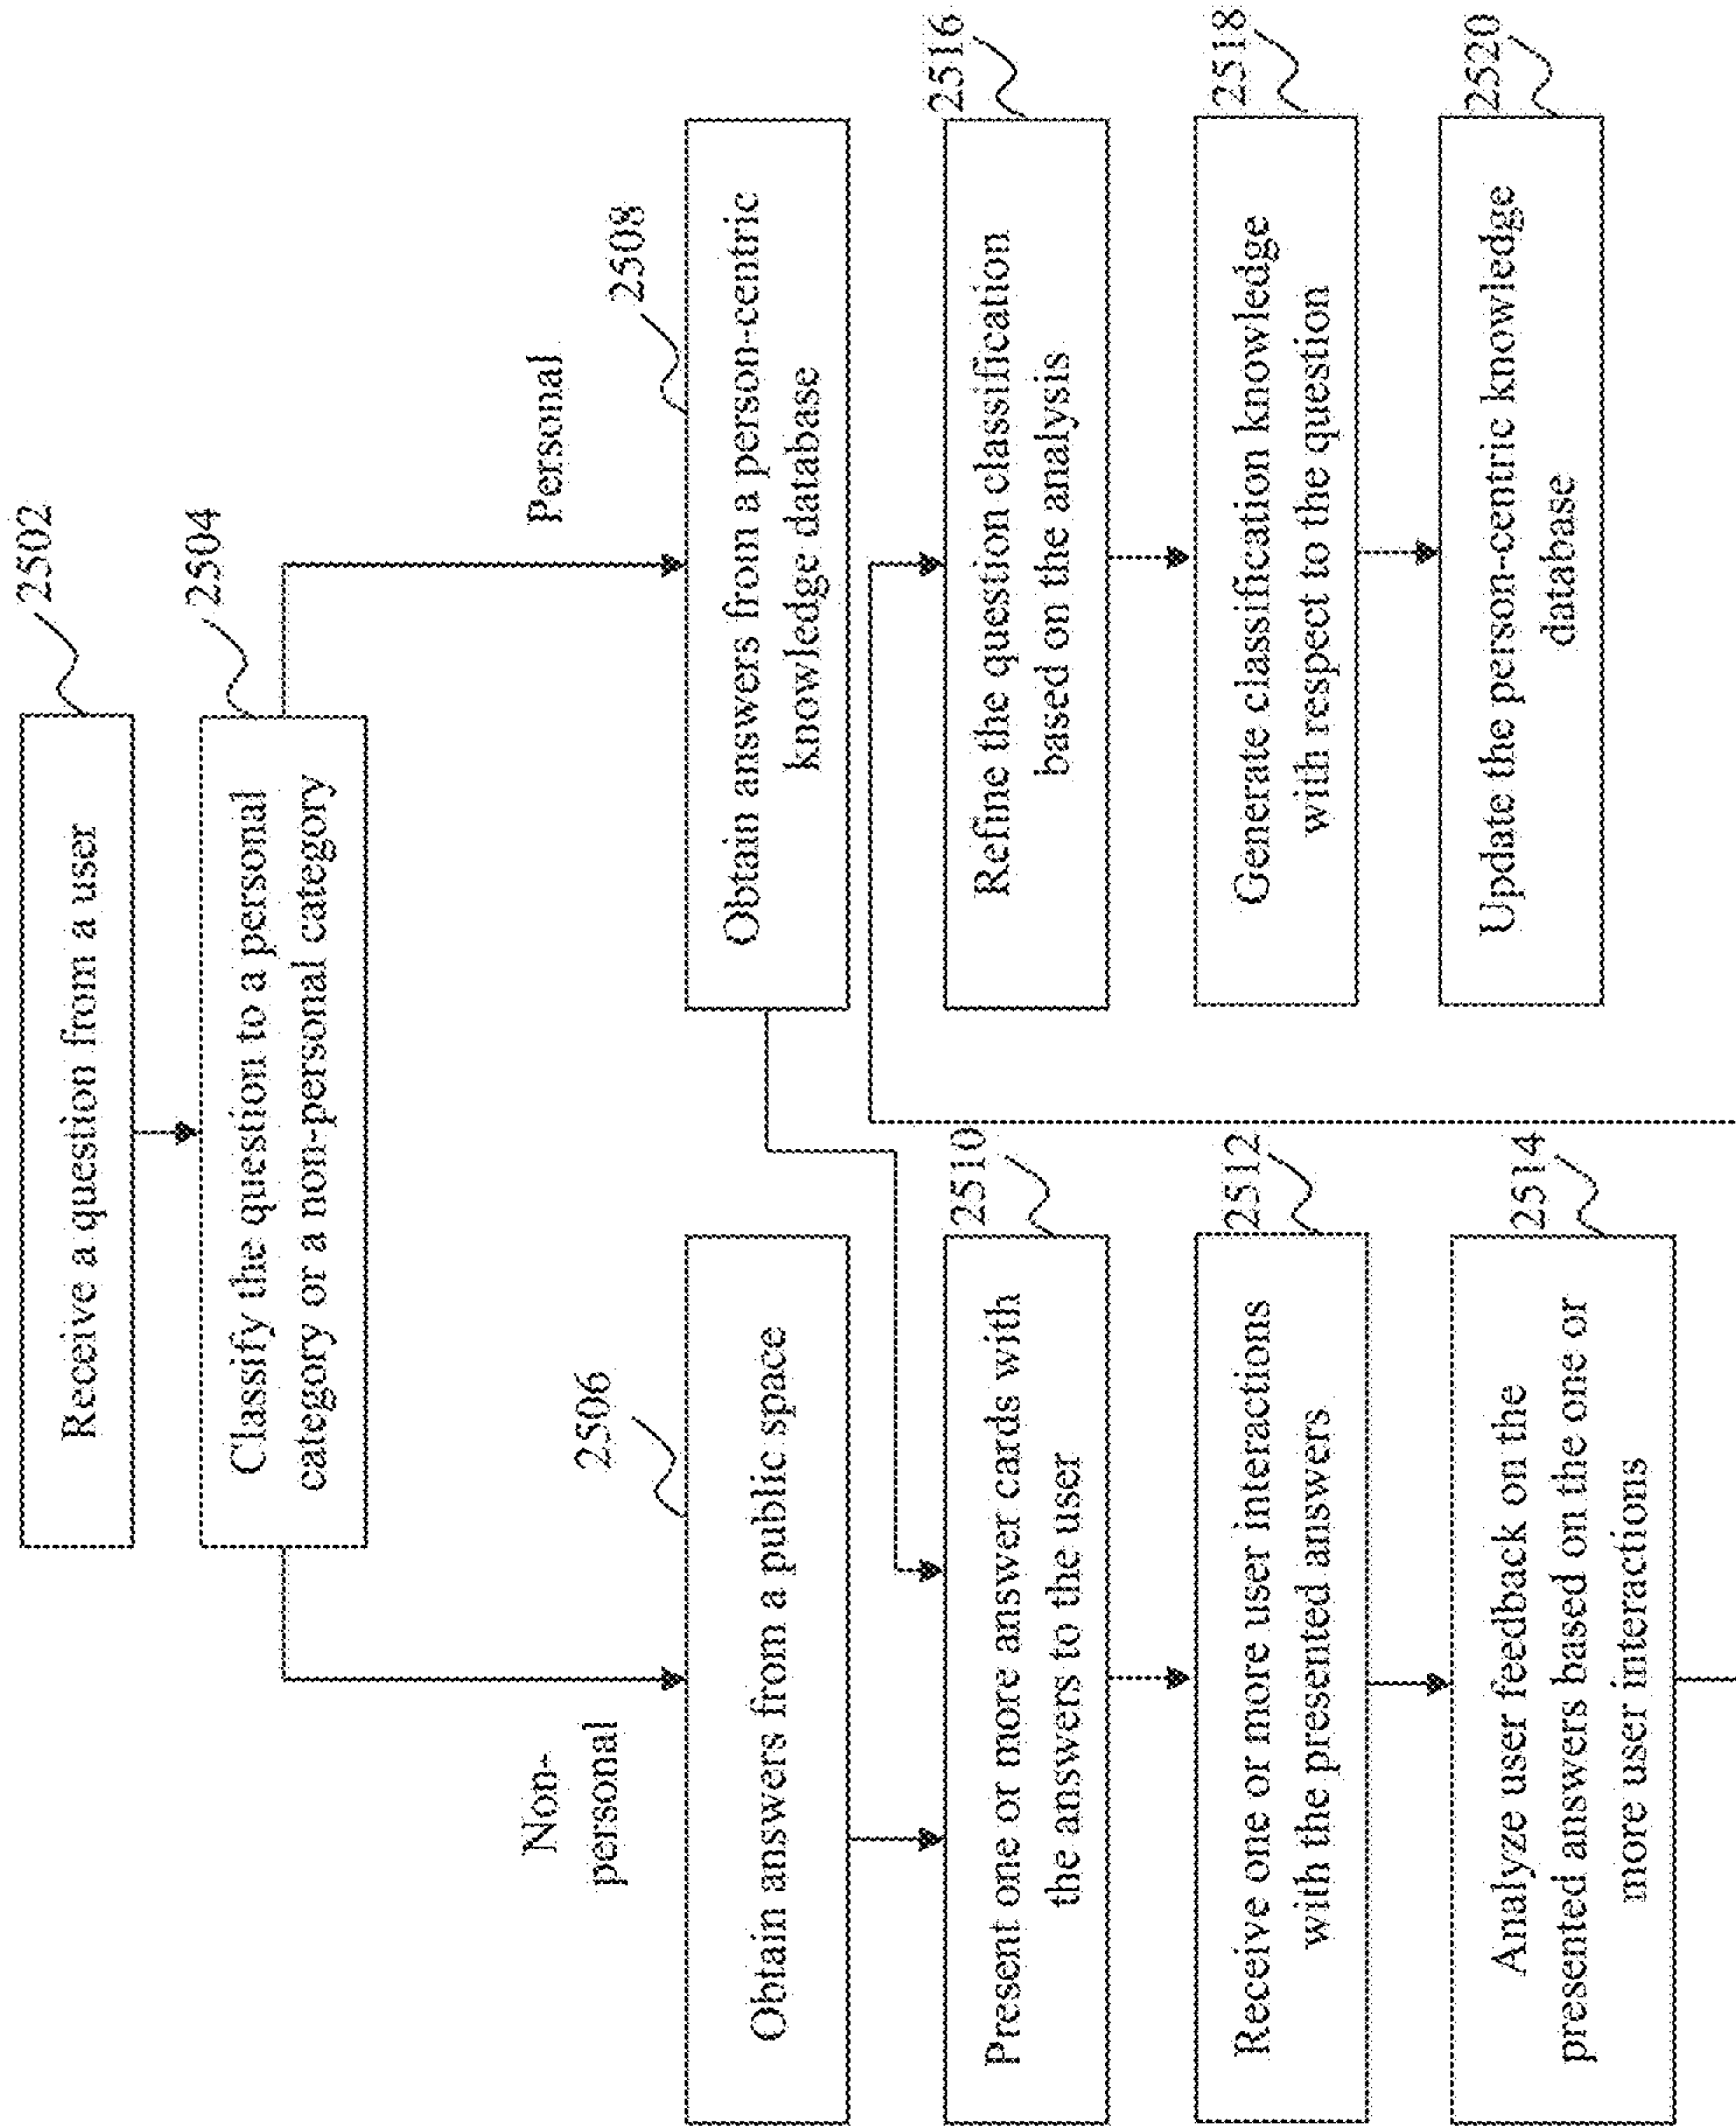 2502
Receive a question from a user
2504
Classify the question to a personal
category or a non-personal category
Non-
personal
Personal
2506
Obtain answers from a public space
2508
Obtain answers from a person-centric
knowledge database
2510
Present one or more answer cards with
the answers to the user
2512
Receive one or more user interactions
with the presented answers
2514
Analyze user feedback on the
presented answers based on the one or
more user interactions
2516
Refine the question classification
based on the analysis
2518
Generate classification knowledge
with respect to the question
2520
Update the person-centric knowledge
database